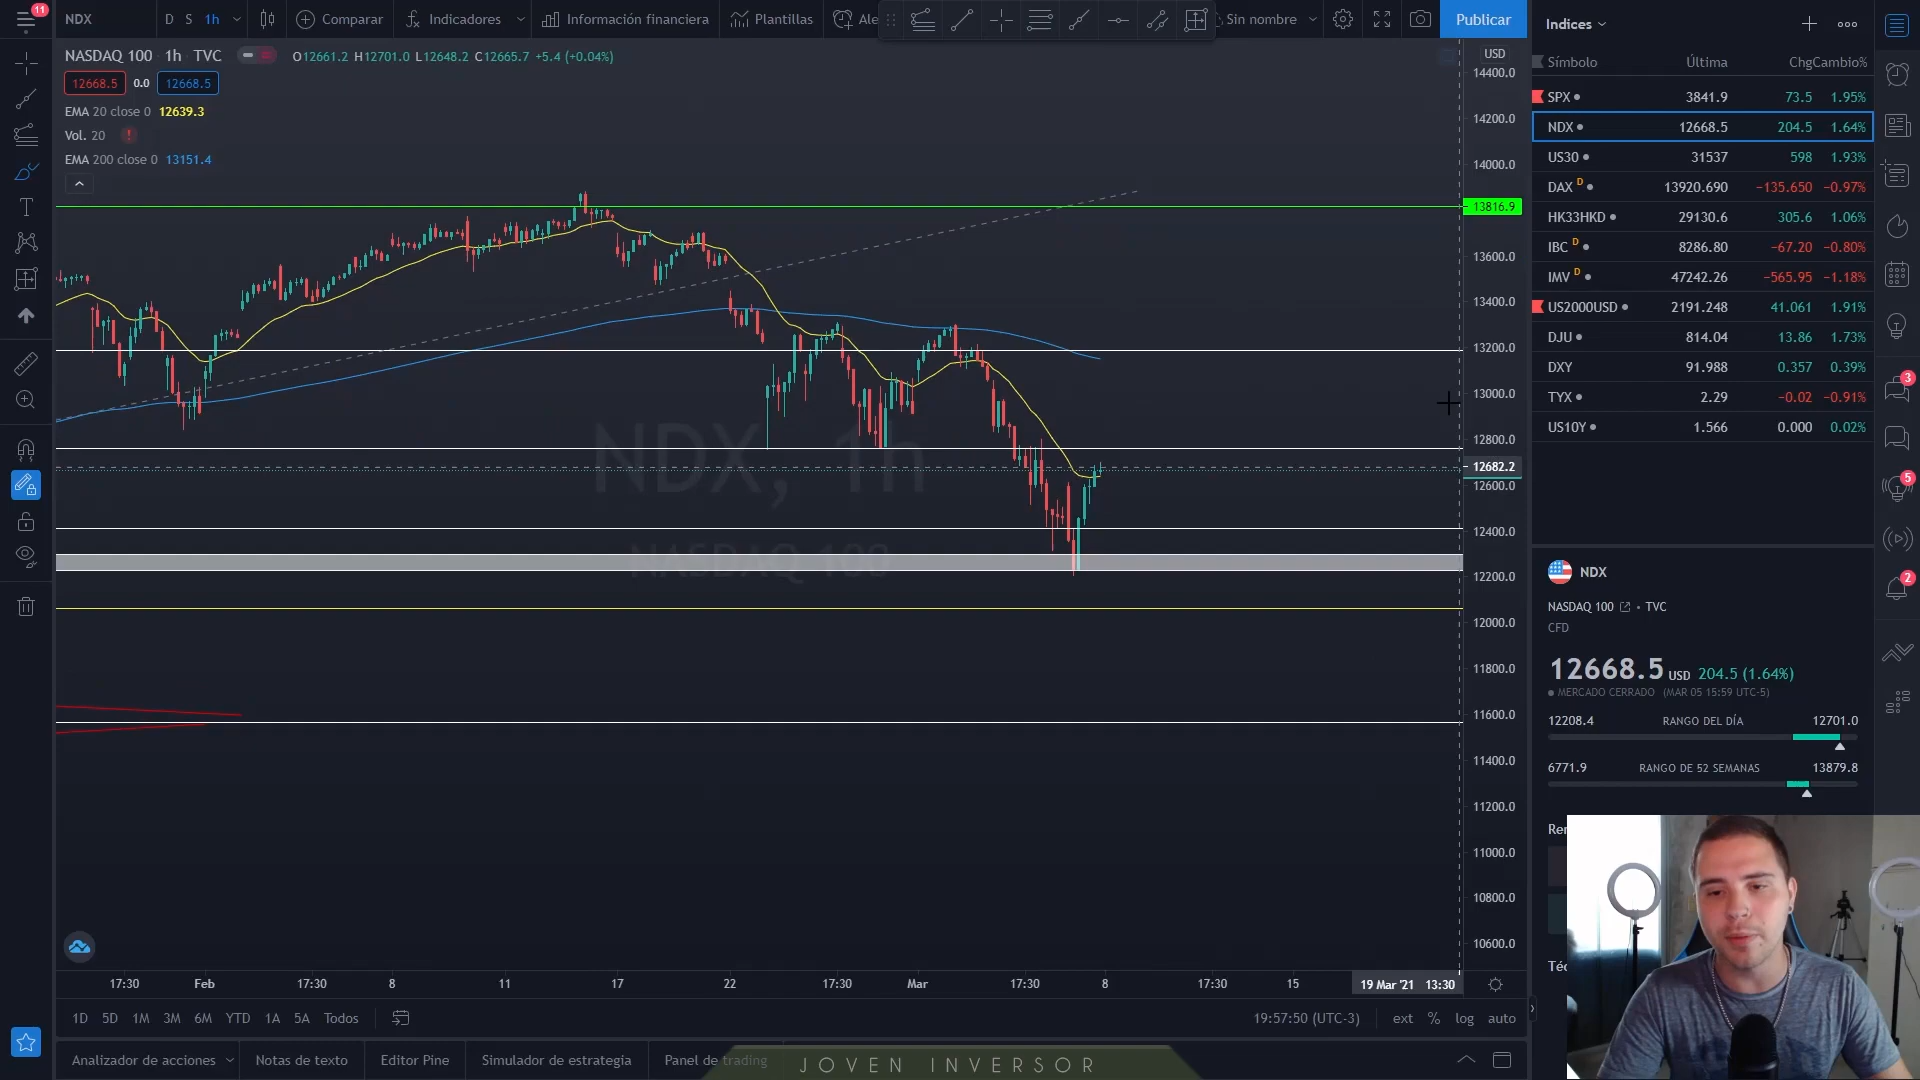 11
NDX
D S 1h
Comparar
Indicadores
Información financiera
Plantillas
Ale
Sin nombre
Publicar
NASDAQ 100 · 1h · TVC
O12661.2 H12701.0 L12648.2 C12665.7 +5.4 (+0.04%)
12668.5 0.0 12668.5
EMA 20 close 0 12639.3
Vol. 20 !
EMA 200 close 0 13151.4
NDX, 1h
NASDAQ 100
USD
14400.0
14200.0
14000.0
13816.9
13600.0
13400.0
13200.0
13000.0
12800.0
12682.2
12600.0
12400.0
12200.0
12000.0
11800.0
11600.0
11400.0
11200.0
11000.0
10800.0
10600.0
17:30 Feb 17:30 8 11 17 22 17:30 Mar 17:30 8 17:30 15 19 Mar '21 13:30
1D 5D 1M 3M 6M YTD 1A 5A Todos
19:57:50 (UTC-3) ext % log auto
Analizador de acciones
Notas de texto
Editor Pine
Simulador de estrategia
Panel de trading
JOVEN INVERSOR
Indices
Símbolo Última Chg Cambio%
SPX 3841.9 73.5 1.95%
NDX 12668.5 204.5 1.64%
US30 31537 598 1.93%
DAX D 13920.690 −135.650 −0.97%
HK33HKD 29130.6 305.6 1.06%
IBC D 8286.80 −67.20 −0.80%
IMV D 47242.26 −565.95 −1.18%
US2000USD 2191.248 41.061 1.91%
DJU 814.04 13.86 1.73%
DXY 91.988 0.357 0.39%
TYX 2.29 −0.02 −0.91%
US10Y 1.566 0.000 0.02%
NDX
NASDAQ 100 • TVC
CFD
12668.5 USD 204.5 (1.64%)
MERCADO CERRADO (MAR 05 15:59 UTC-5)
12208.4 RANGO DEL DÍA 12701.0
6771.9 RANGO DE 52 SEMANAS 13879.8
3
5
2